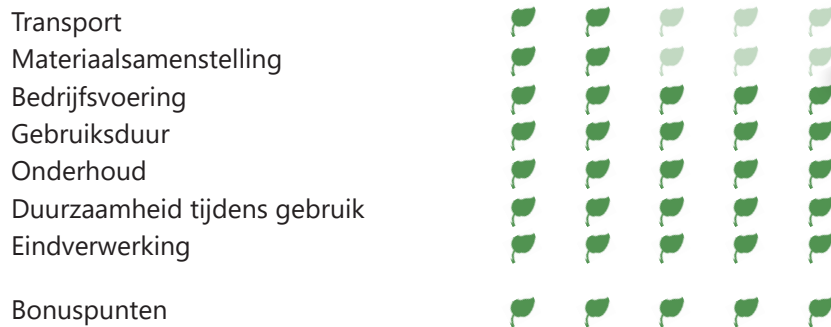 Transport
Materiaalsamenstelling
Bedrijfsvoering
Gebruiksduur
Onderhoud
Duurzaamheid tijdens gebruik
Eindverwerking
Bonuspunten